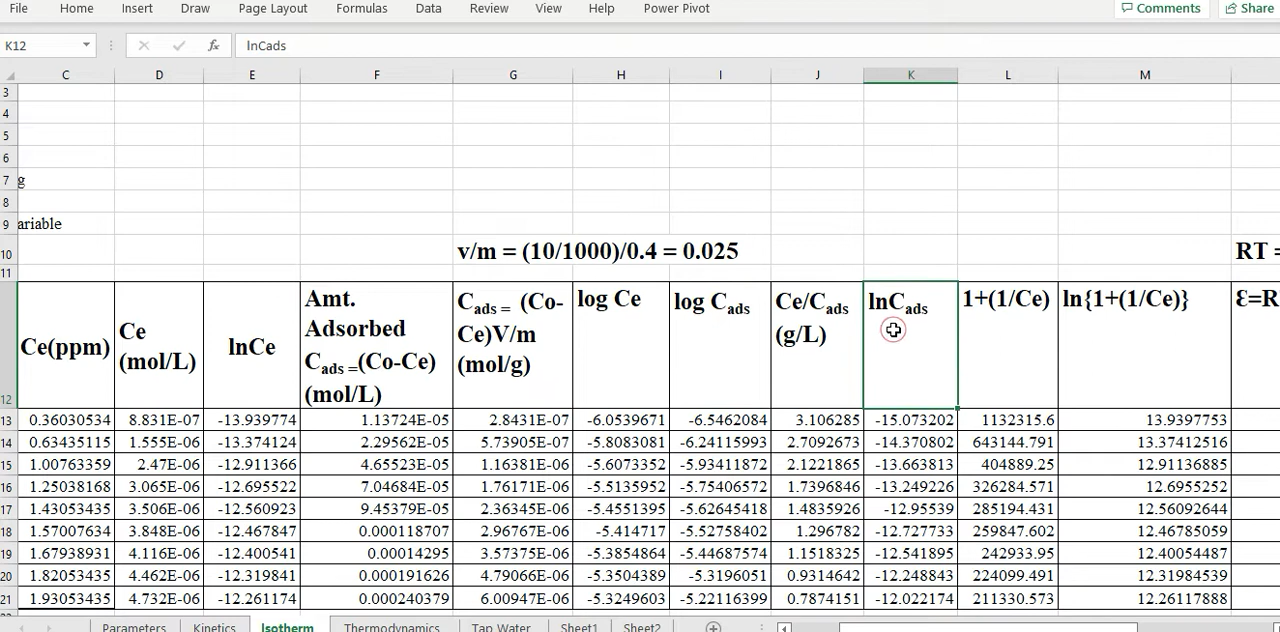 File Home Insert Draw Page Layout Formulas Data Review View Help Power Pivot Comments Share
K12 fx lnCads
C D E F G H I J K L M
3
4
5
6
7 g
8
9 ariable
10 v/m = (10/1000)/0.4 = 0.025 RT =
11
Ce(ppm)
Ce
(mol/L)
lnCe
Amt.
Adsorbed
Cads =(Co-Ce)
(mol/L)
Cads = (Co-
Ce)V/m
(mol/g)
log Ce
log Cads
Ce/Cads
(g/L)
lnCads
1+(1/Ce)
ln{1+(1/Ce)}
Ɛ=R
12
13 0.36030534 8.831E-07 -13.939774 1.13724E-05 2.8431E-07 -6.0539671 -6.5462084 3.106285 -15.073202 1132315.6 13.9397753
14 0.63435115 1.555E-06 -13.374124 2.29562E-05 5.73905E-07 -5.8083081 -6.24115993 2.7092673 -14.370802 643144.791 13.37412516
15 1.00763359 2.47E-06 -12.911366 4.65523E-05 1.16381E-06 -5.6073352 -5.93411872 2.1221865 -13.663813 404889.25 12.91136885
16 1.25038168 3.065E-06 -12.695522 7.04684E-05 1.76171E-06 -5.5135952 -5.75406572 1.7396846 -13.249226 326284.571 12.6955252
17 1.43053435 3.506E-06 -12.560923 9.45379E-05 2.36345E-06 -5.4551395 -5.62645418 1.4835926 -12.95539 285194.431 12.56092644
18 1.57007634 3.848E-06 -12.467847 0.000118707 2.96767E-06 -5.414717 -5.52758402 1.296782 -12.727733 259847.602 12.46785059
19 1.67938931 4.116E-06 -12.400541 0.00014295 3.57375E-06 -5.3854864 -5.44687574 1.1518325 -12.541895 242933.95 12.40054487
20 1.82053435 4.462E-06 -12.319841 0.000191626 4.79066E-06 -5.3504389 -5.3196051 0.9314642 -12.248843 224099.491 12.31984539
21 1.93053435 4.732E-06 -12.261174 0.000240379 6.00947E-06 -5.3249603 -5.22116399 0.7874151 -12.022174 211330.573 12.26117888
Parameters Kinetics Isotherm Thermodynamics Tap Water Sheet1 Sheet2